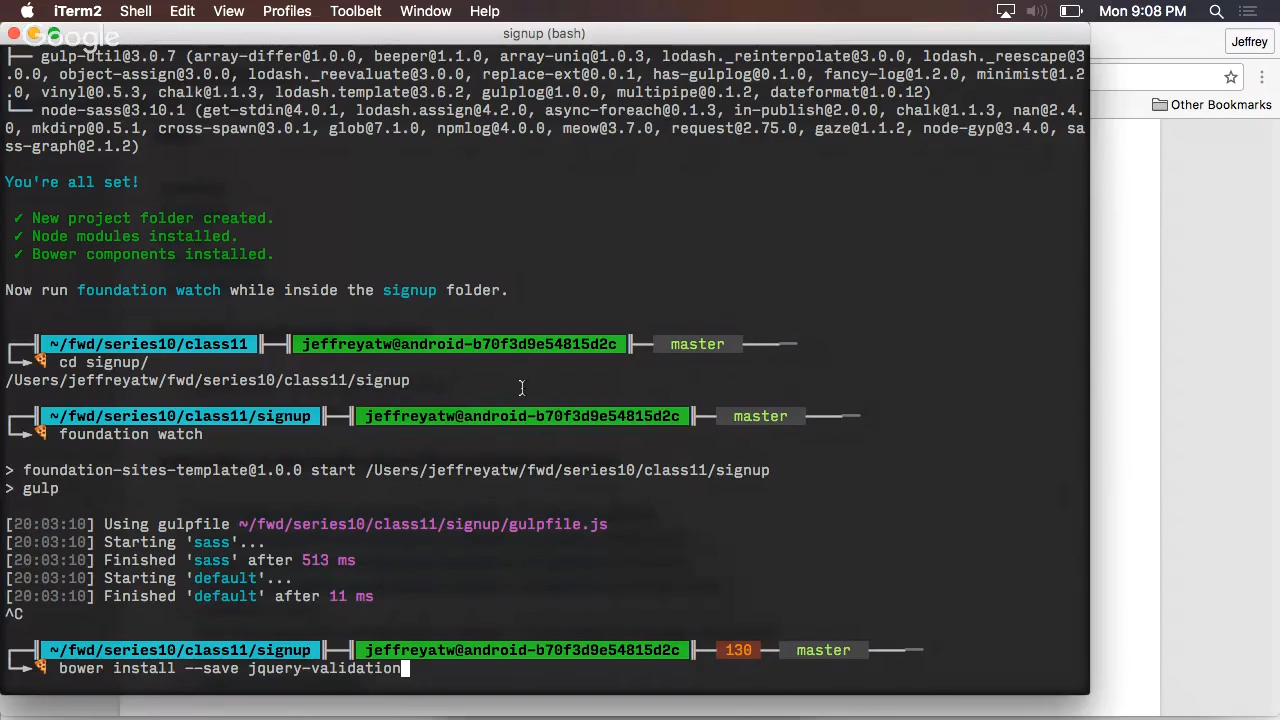 iTerm2 Shell Edit View Profiles Toolbelt Window Help Mon 9:08 PM
signup (bash)
Google
Jeffrey
Other Bookmarks
├── gulp-util@3.0.7 (array-differ@1.0.0, beeper@1.1.0, array-uniq@1.0.3, lodash._reinterpolate@3.0.0, lodash._reescape@3
.0.0, object-assign@3.0.0, lodash._reevaluate@3.0.0, replace-ext@0.0.1, has-gulplog@0.1.0, fancy-log@1.2.0, minimist@1.2
.0, vinyl@0.5.3, chalk@1.1.3, lodash.template@3.6.2, gulplog@1.0.0, multipipe@0.1.2, dateformat@1.0.12)
└── node-sass@3.10.1 (get-stdin@4.0.1, lodash.assign@4.2.0, async-foreach@0.1.3, in-publish@2.0.0, chalk@1.1.3, nan@2.4.
0, mkdirp@0.5.1, cross-spawn@3.0.1, glob@7.1.0, npmlog@4.0.0, meow@3.7.0, request@2.75.0, gaze@1.1.2, node-gyp@3.4.0, sa
ss-graph@2.1.2)
You're all set!
✓ New project folder created.
✓ Node modules installed.
✓ Bower components installed.
Now run foundation watch while inside the signup folder.
~/fwd/series10/class11 jeffreyatw@android-b70f3d9e54815d2c master
cd signup/
/Users/jeffreyatw/fwd/series10/class11/signup
~/fwd/series10/class11/signup jeffreyatw@android-b70f3d9e54815d2c master
foundation watch
> foundation-sites-template@1.0.0 start /Users/jeffreyatw/fwd/series10/class11/signup
> gulp
[20:03:10] Using gulpfile ~/fwd/series10/class11/signup/gulpfile.js
[20:03:10] Starting 'sass'...
[20:03:10] Finished 'sass' after 513 ms
[20:03:10] Starting 'default'...
[20:03:10] Finished 'default' after 11 ms
^C
~/fwd/series10/class11/signup jeffreyatw@android-b70f3d9e54815d2c 130 master
bower install --save jquery-validation